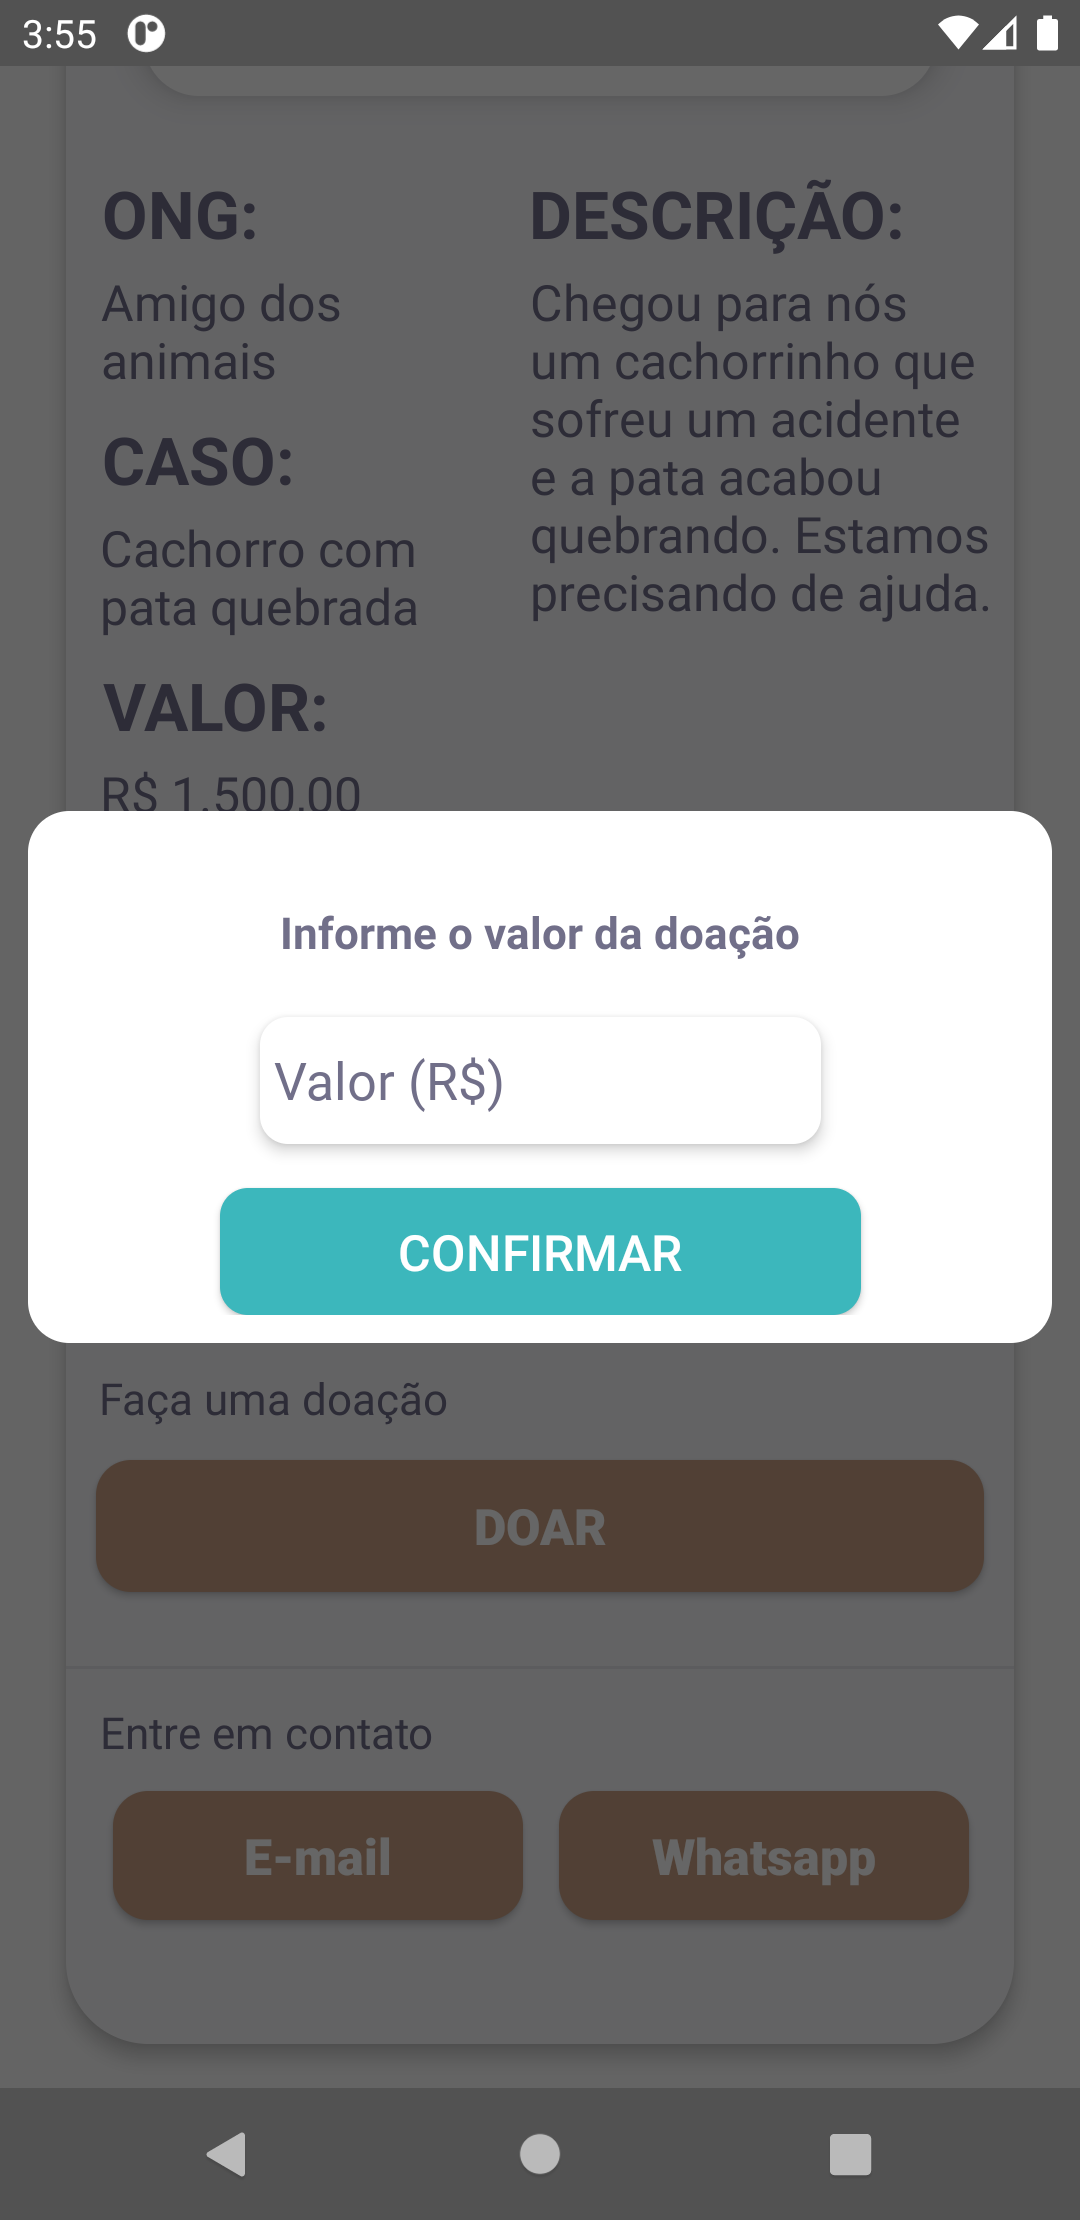 3:55
ONG:
Amigo dos
animais
CASO:
Cachorro com
pata quebrada
VALOR:
R$ 1.500,00
DESCRIÇÃO:
Chegou para nós
um cachorrinho que
sofreu um acidente
e a pata acabou
quebrando. Estamos
precisando de ajuda.
Informe o valor da doação
Valor (R$)
CONFIRMAR
Faça uma doação
DOAR
Entre em contato
E-mail
Whatsapp